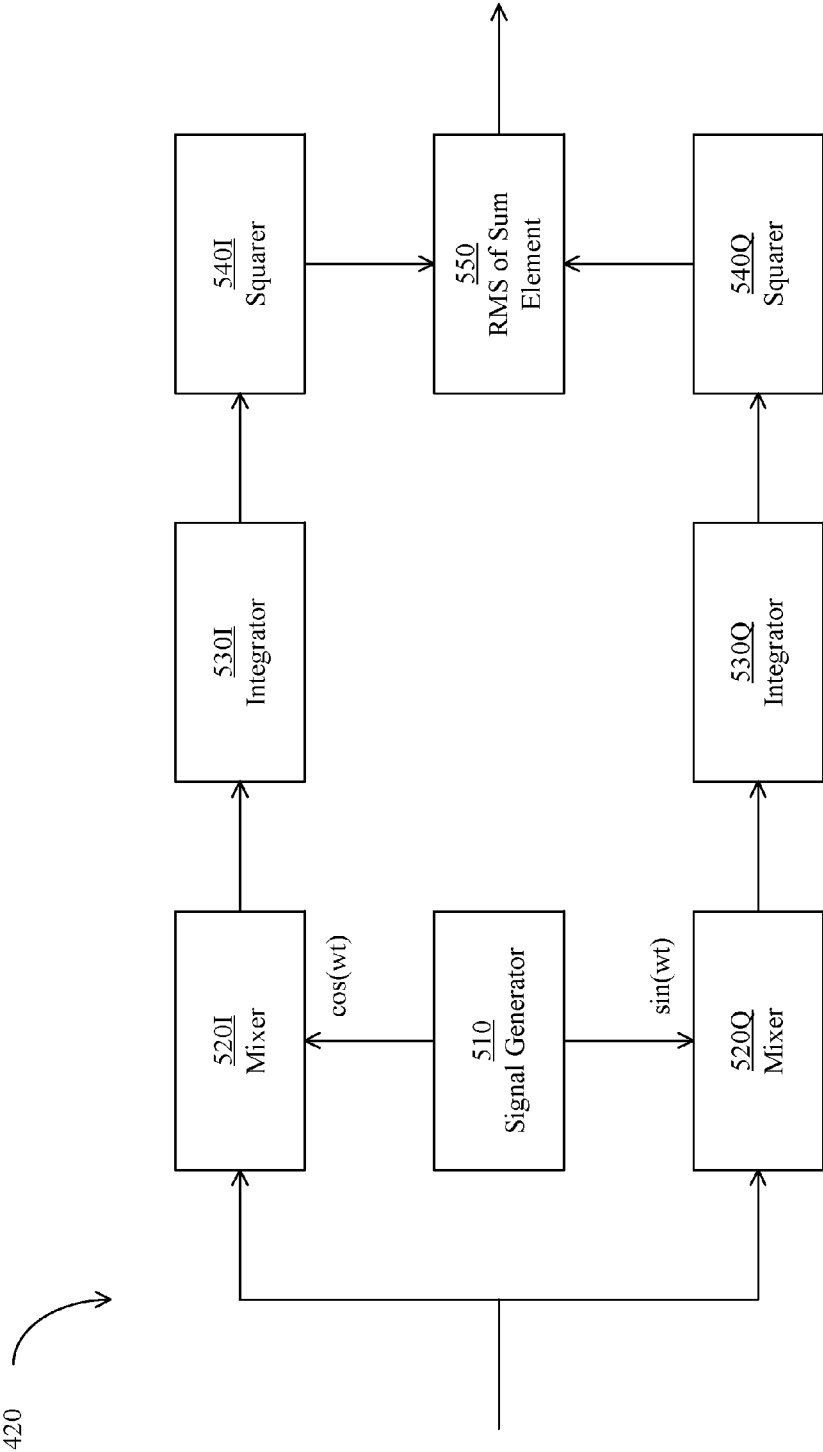 420
520I
Mixer
530I
Integrator
540I
Squarer
cos(wt)
510
Signal Generator
550
RMS of Sum
Element
sin(wt)
520Q
Mixer
530Q
Integrator
540Q
Squarer